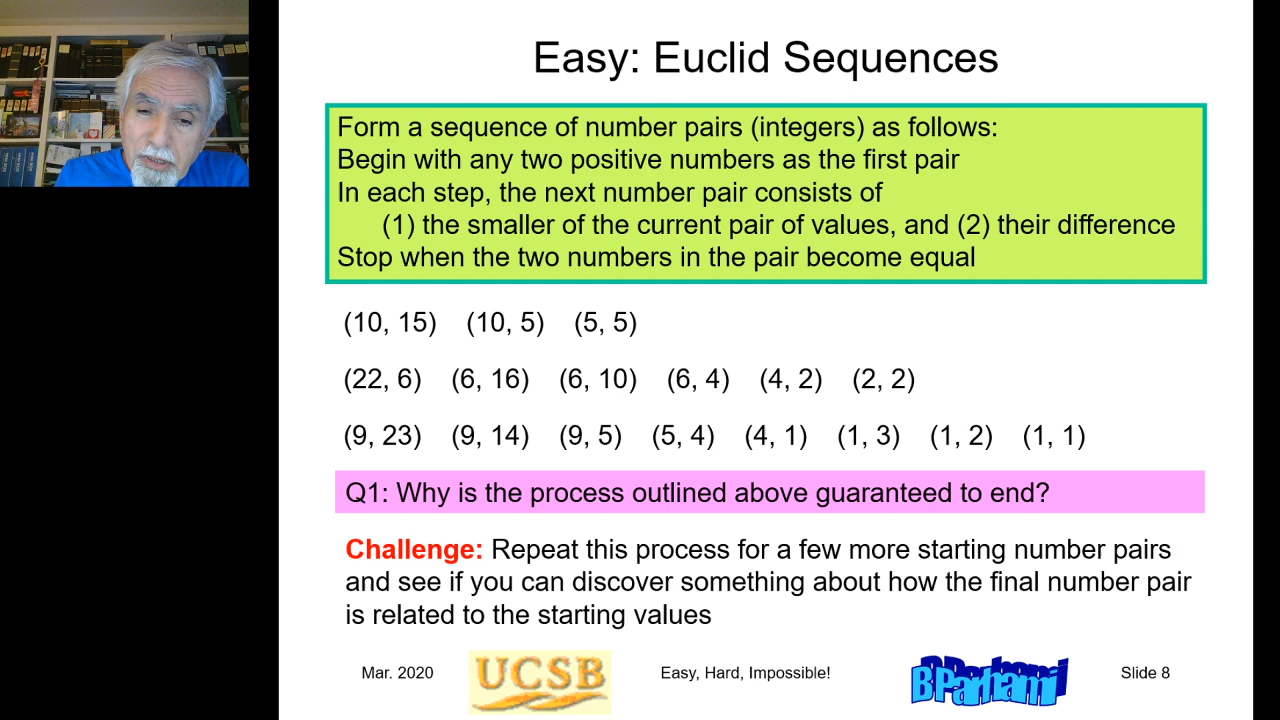 Easy: Euclid Sequences
Form a sequence of number pairs (integers) as follows:
Begin with any two positive numbers as the first pair
In each step, the next number pair consists of
(1) the smaller of the current pair of values, and (2) their difference
Stop when the two numbers in the pair become equal
(10, 15) (10, 5) (5, 5)
(22, 6) (6, 16) (6, 10) (6, 4) (4, 2) (2, 2)
(9, 23) (9, 14) (9, 5) (5, 4) (4, 1) (1, 3) (1, 2) (1, 1)
Q1: Why is the process outlined above guaranteed to end?
Challenge: Repeat this process for a few more starting number pairs
and see if you can discover something about how the final number pair
is related to the starting values
Mar. 2020 UCSB Easy, Hard, Impossible! BParhami Slide 8